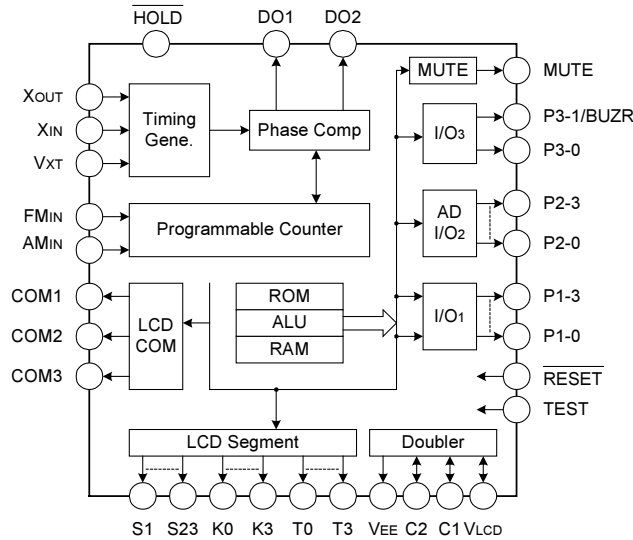 HOLD DO1 DO2
MUTE MUTE
XOUT
Timing
Gene.
XIN
VXT
Phase Comp
I/O3
P3-1/BUZR
P3-0
FMIN
AMIN
Programmable Counter
AD
I/O2
P2-3
P2-0
COM1
COM2
COM3
LCD
COM
ROM
ALU
RAM
I/O1
P1-3
P1-0
RESET
TEST
LCD Segment
Doubler
S1 S23 K0 K3 T0 T3 VEE C2 C1 VLCD